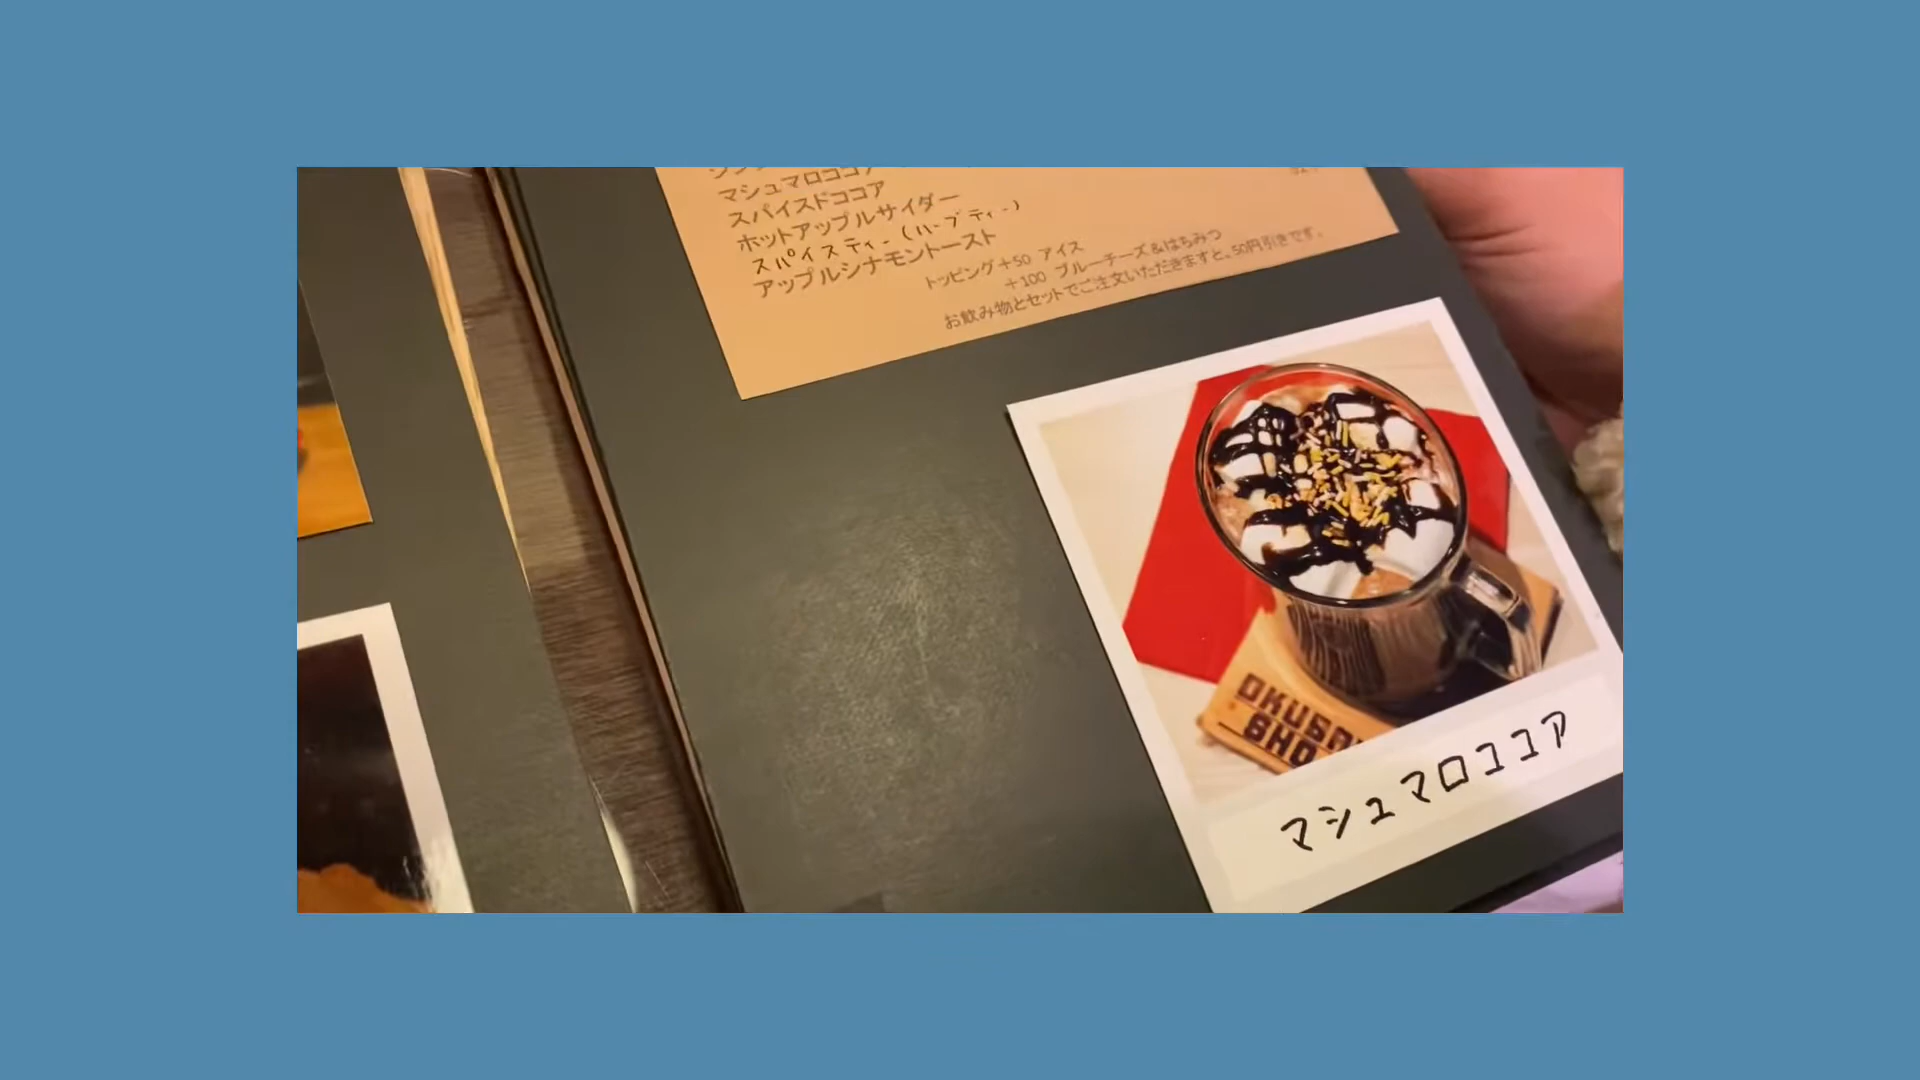 マシュマロココア
スパイスドココア
ホットアップルサイダー
スパイスティー(ハーブティー)
アップルシナモントースト
トッピング+50 アイス
+100 ブルーチーズ&はちみつ
お飲み物とセットでご注文いただきますと、50円引きです。
OKUSA
SHO
マシュマロココア